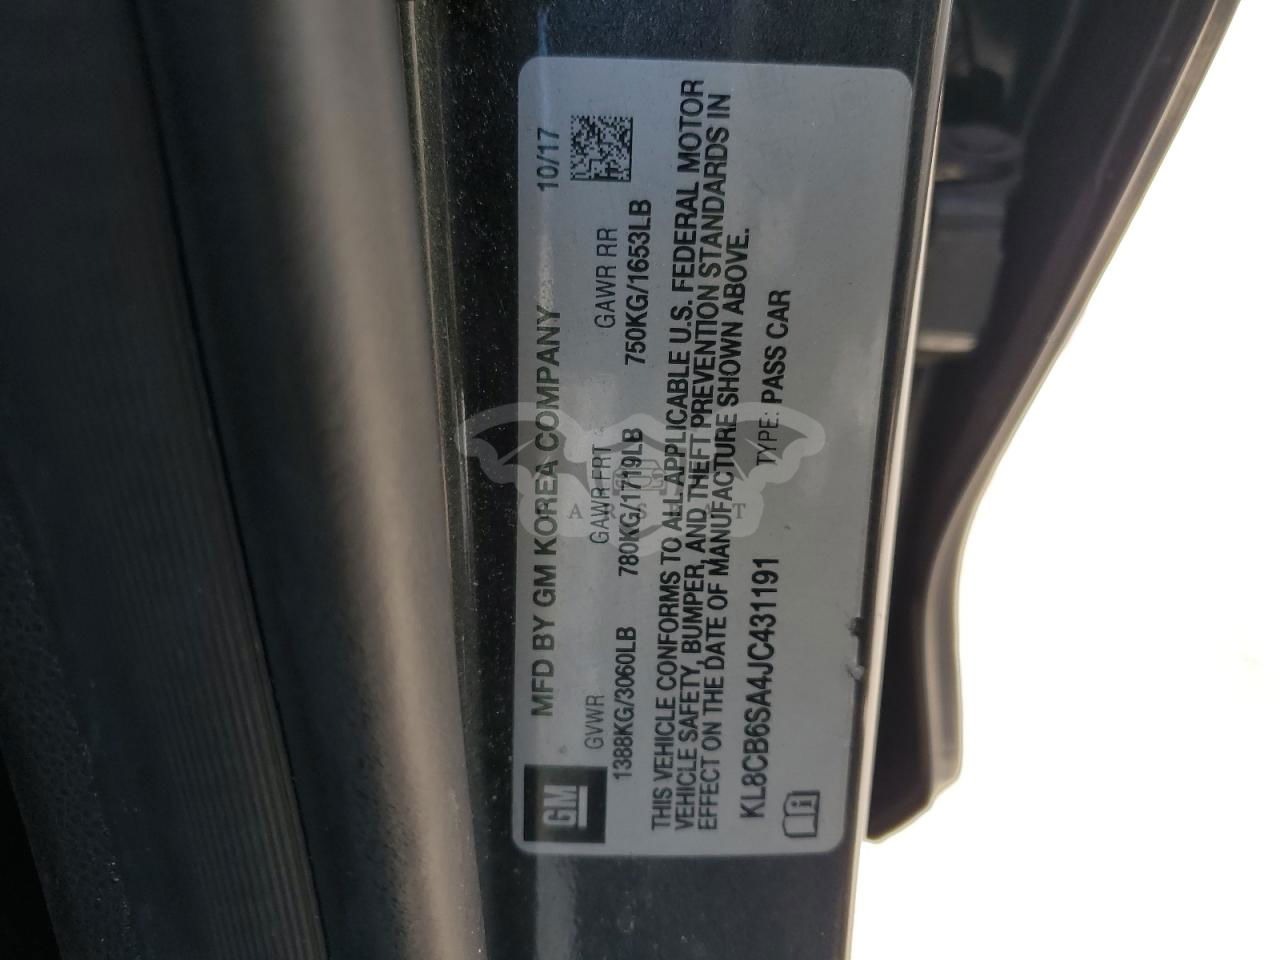 GM
MFD BY GM KOREA COMPANY 10/17
GVWR GAWR FRT GAWR RR
1388KG/3060LB 780KG/1719LB 750KG/1653LB
THIS VEHICLE CONFORMS TO ALL APPLICABLE U.S. FEDERAL MOTOR
VEHICLE SAFETY, BUMPER, AND THEFT PREVENTION STANDARDS IN
EFFECT ON THE DATE OF MANUFACTURE SHOWN ABOVE.
KL8CB6SA4JC431191 TYPE: PASS CAR